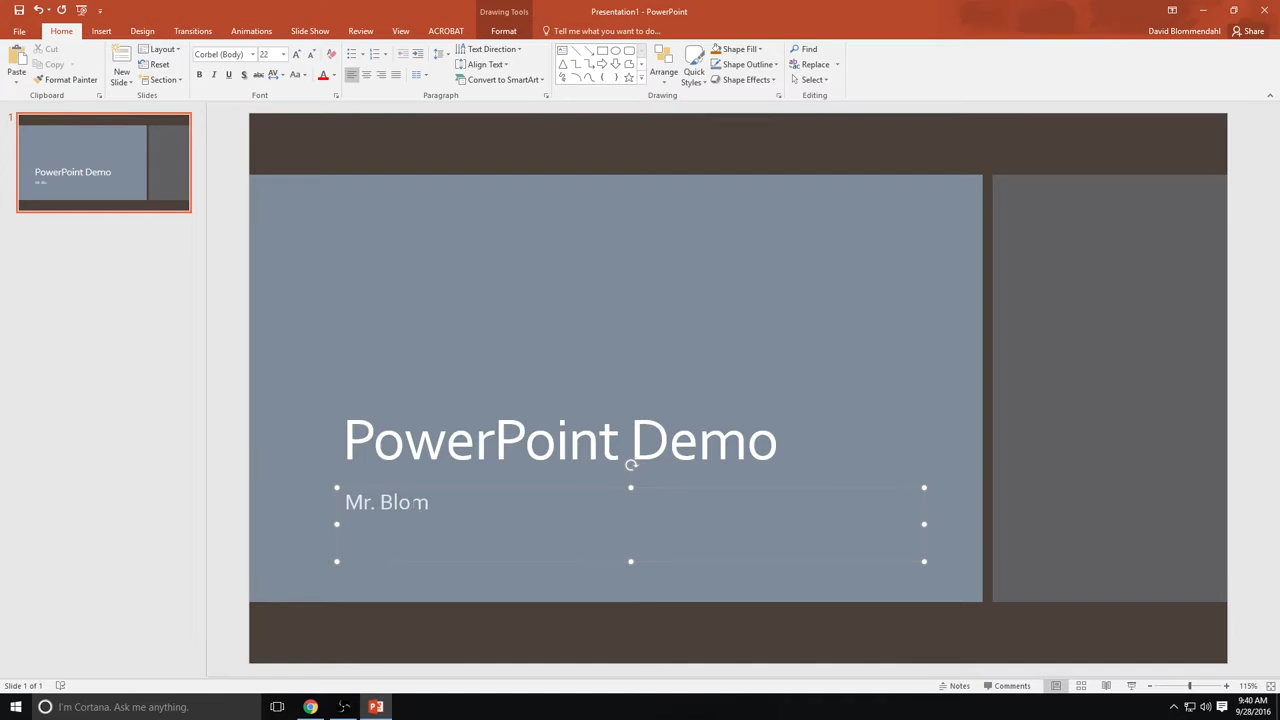 Drawing Tools
Presentation1 - PowerPoint
File
Home
Insert
Design
Transitions
Animations
Slide Show
Review
View
ACROBAT
Format
Tell me what you want to do...
David Blommendahl
Share
Paste
Cut
Copy
Format Painter
Clipboard
New Slide
Layout
Reset
Section
Slides
Corbel (Body)
22
B I U S abc AV Aa A
Font
Text Direction
Align Text
Convert to SmartArt
Paragraph
Arrange
Quick Styles
Shape Fill
Shape Outline
Shape Effects
Drawing
Find
Replace
Select
Editing
1
PowerPoint Demo
PowerPoint Demo
Mr. Blom
Slide 1 of 1
Notes
Comments
115%
I'm Cortana. Ask me anything.
9:40 AM
9/28/2016